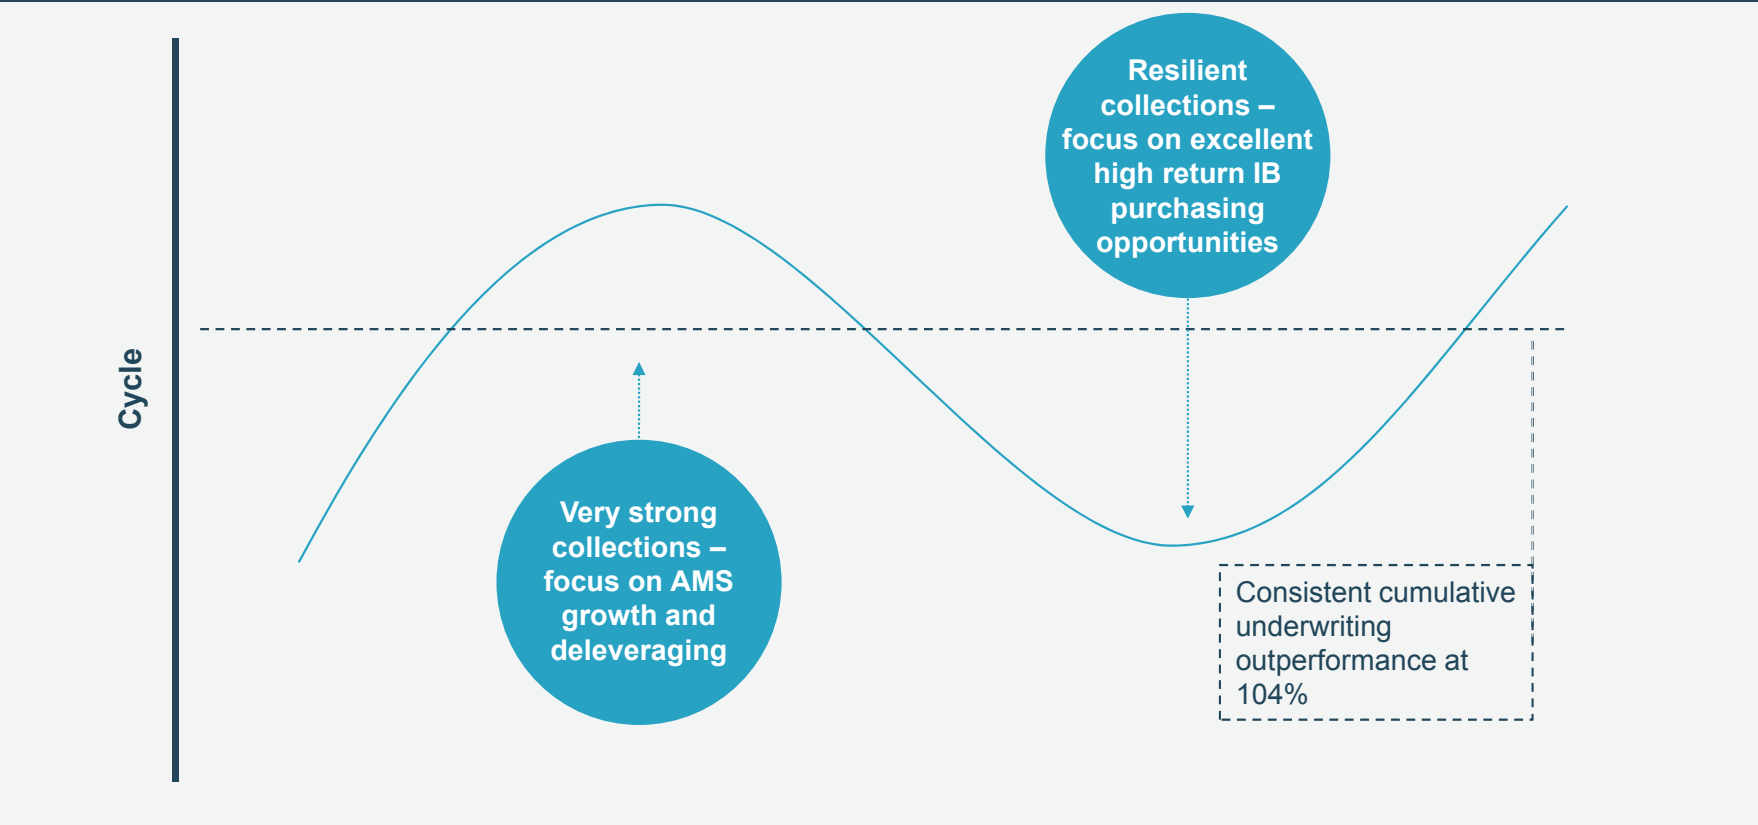 Resilient
collections –
focus on excellent
high return IB
purchasing
opportunities
Cycle
Very strong
collections –
focus on AMS
growth and
deleveraging
Consistent cumulative
underwriting
outperformance at
104%